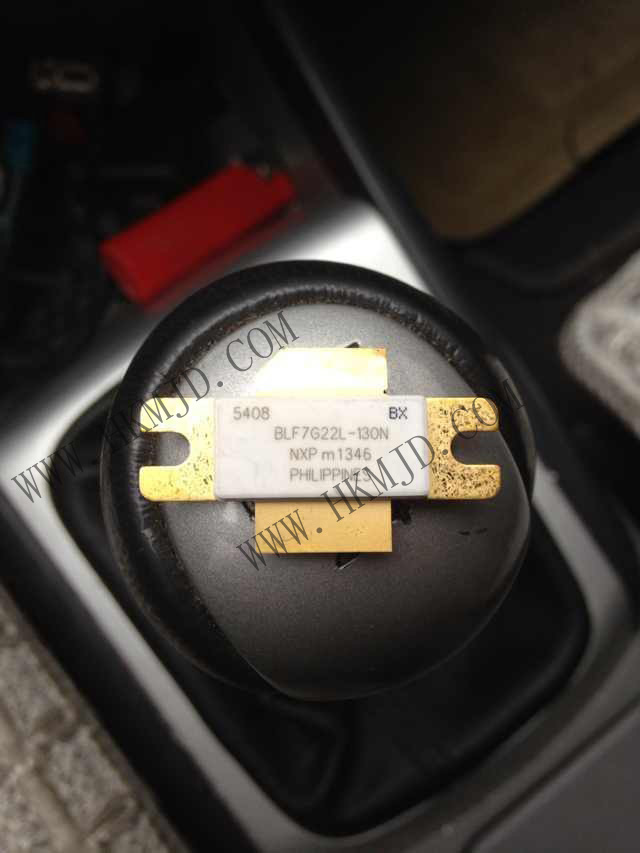 WWW.HKMJD.COM
5408 BX
BLF7G22L-130N
NXP m1346
PHILIPPINES
WWW.HKMJD.COM